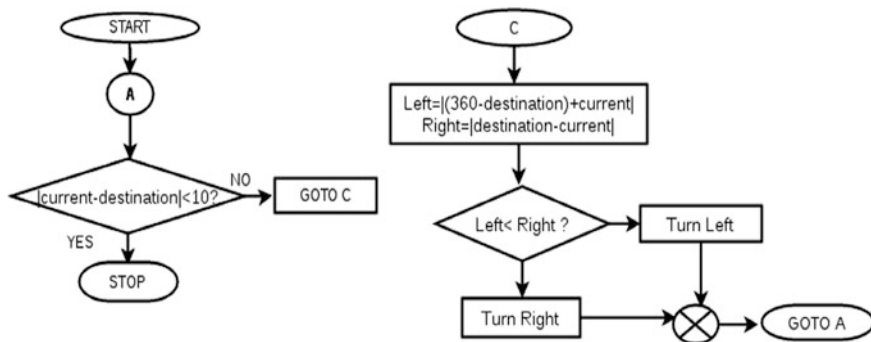 START
A
|current-destination|<10?
NO
GOTO C
YES
STOP
C
Left=|(360-destination)+current|
Right=|destination-current|
Left< Right ?
Turn Left
Turn Right
GOTO A